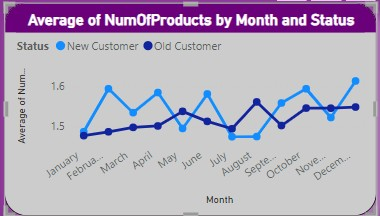 Average of NumOfProducts by Month and Status
Status New Customer Old Customer
Average of Num...
1.6
1.5
January
Februa...
March
April
May
June
July
August
Septe...
October
Nove...
Decem...
Month